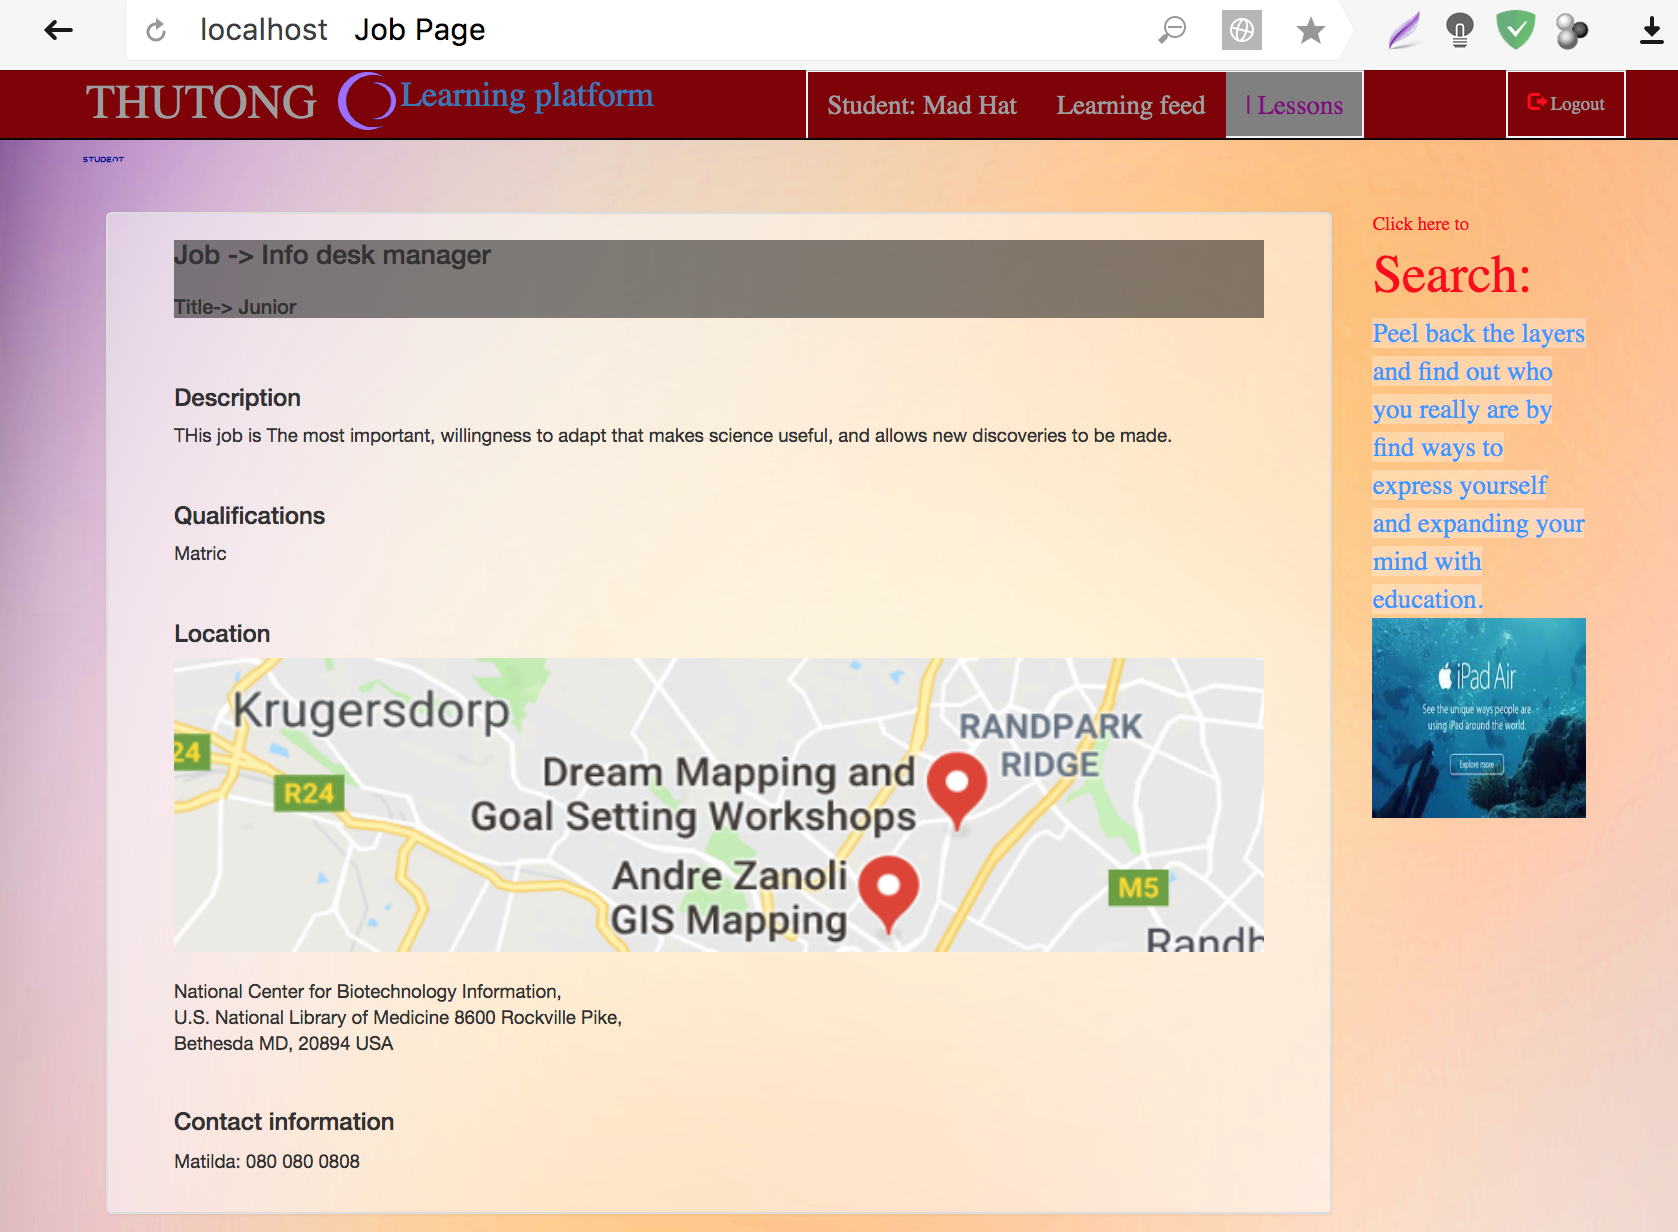 localhost Job Page
THUTONG Learning platform
Student: Mad Hat Learning feed | Lessons
Logout
STUDENT
Job -> Info desk manager
Title-> Junior
Description
THis job is The most important, willingness to adapt that makes science useful, and allows new discoveries to be made.
Qualifications
Matric
Location
Krugersdorp
RANDPARK
RIDGE
24
R24
Dream Mapping and
Goal Setting Workshops
Andre Zanoli
GIS Mapping
M5
Randb
National Center for Biotechnology Information,
U.S. National Library of Medicine 8600 Rockville Pike,
Bethesda MD, 20894 USA
Contact information
Matilda: 080 080 0808
Click here to
Search:
Peel back the layers
and find out who
you really are by
find ways to
express yourself
and expanding your
mind with
education.
iPad Air
See the unique ways people are
using iPad around the world.
Explore more